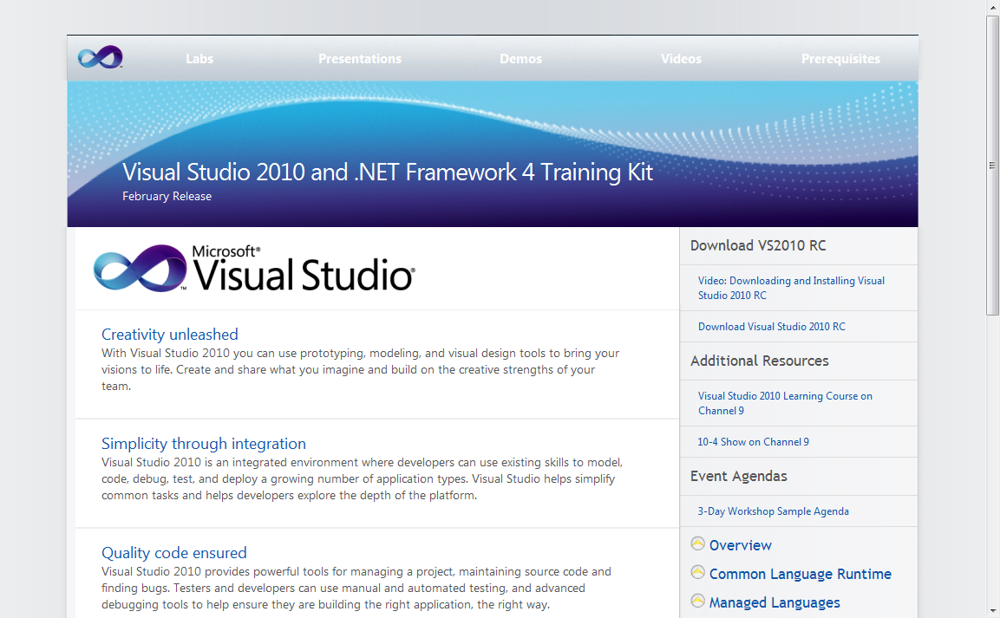 Labs Presentations Demos Videos Prerequisites
Visual Studio 2010 and .NET Framework 4 Training Kit
February Release
Microsoft®
Visual Studio®
Creativity unleashed
With Visual Studio 2010 you can use prototyping, modeling, and visual design tools to bring your
visions to life. Create and share what you imagine and build on the creative strengths of your
team.
Simplicity through integration
Visual Studio 2010 is an integrated environment where developers can use existing skills to model,
code, debug, test, and deploy a growing number of application types. Visual Studio helps simplify
common tasks and helps developers explore the depth of the platform.
Quality code ensured
Visual Studio 2010 provides powerful tools for managing a project, maintaining source code and
finding bugs. Testers and developers can use manual and automated testing, and advanced
debugging tools to help ensure they are building the right application, the right way.
Download VS2010 RC
Video: Downloading and Installing Visual
Studio 2010 RC
Download Visual Studio 2010 RC
Additional Resources
Visual Studio 2010 Learning Course on
Channel 9
10-4 Show on Channel 9
Event Agendas
3-Day Workshop Sample Agenda
Overview
Common Language Runtime
Managed Languages